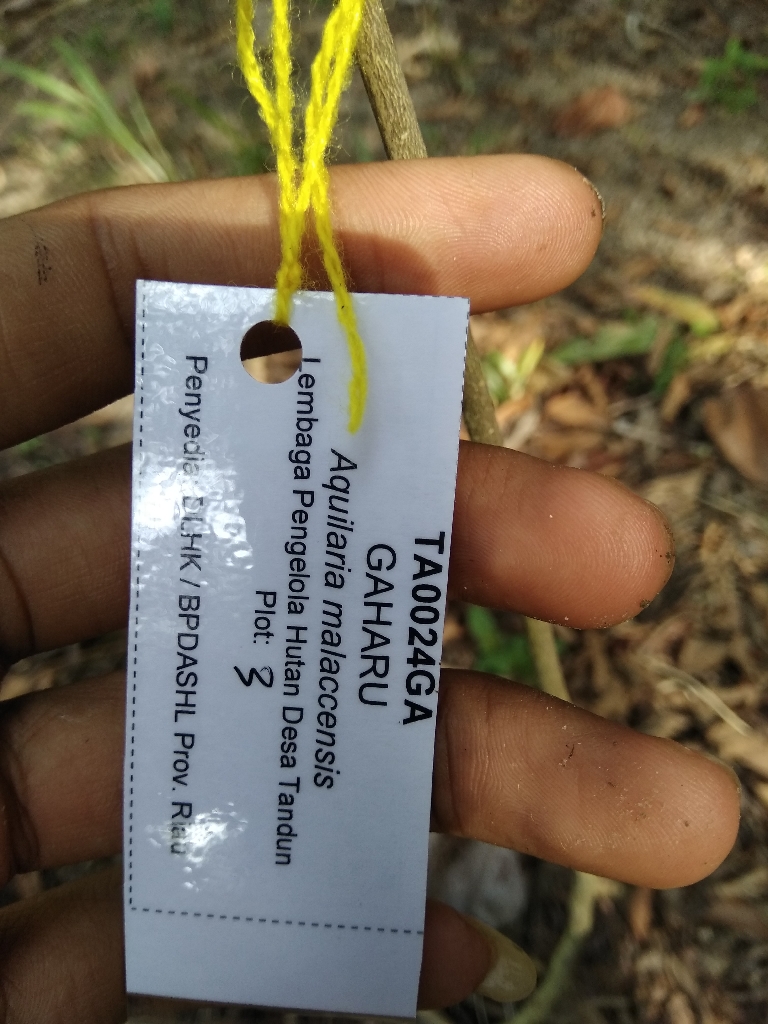 TA0024GA
GAHARU
Aquilaria malaccensis
Lembaga Pengelola Hutan Desa Tandun
Plot: 3
Penyedia: DLHK / BPDASHL Prov. Riau